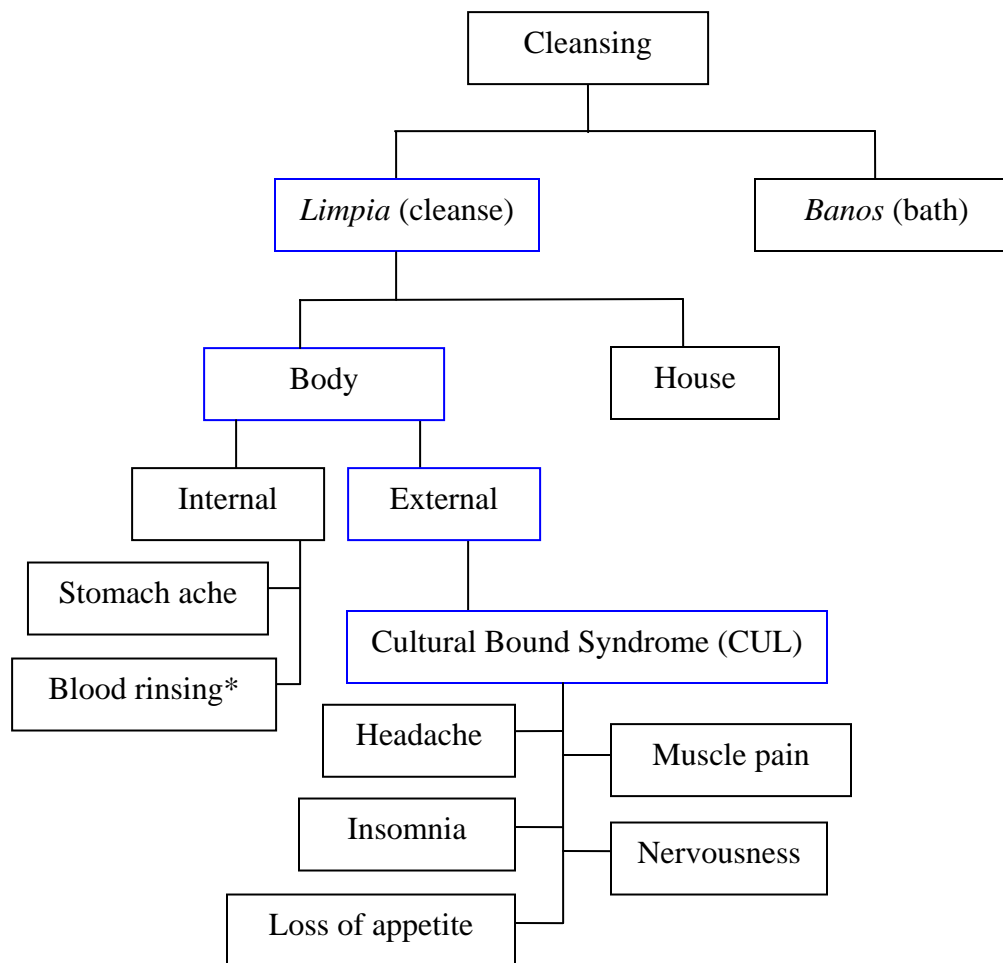 Cleansing
Limpia (cleanse)
Banos (bath)
Body
House
Internal
External
Stomach ache
Cultural Bound Syndrome (CUL)
Blood rinsing*
Headache
Muscle pain
Insomnia
Nervousness
Loss of appetite